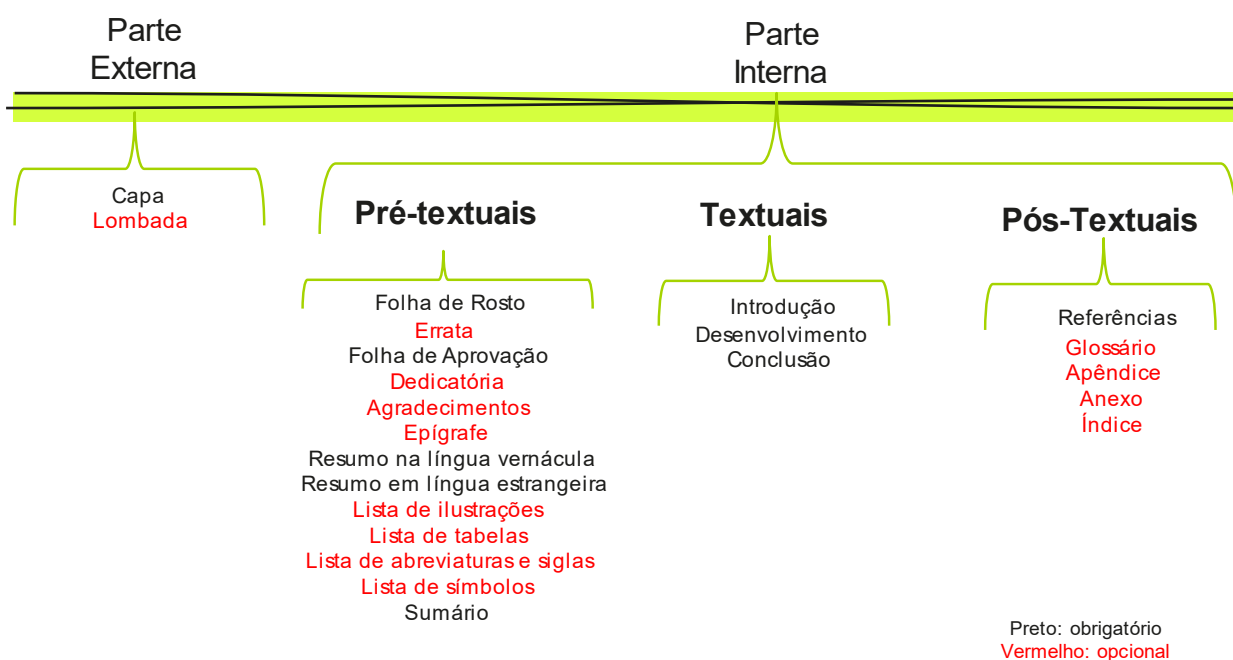 Parte
Externa
Parte
Interna
Capa
Lombada
Pré-textuais
Folha de Rosto
Errata
Folha de Aprovação
Dedicatória
Agradecimentos
Epígrafe
Resumo na língua vernácula
Resumo em língua estrangeira
Lista de ilustrações
Lista de tabelas
Lista de abreviaturas e siglas
Lista de símbolos
Sumário
Textuais
Introdução
Desenvolvimento
Conclusão
Pós-Textuais
Referências
Glossário
Apêndice
Anexo
Índice
Preto: obrigatório
Vermelho: opcional